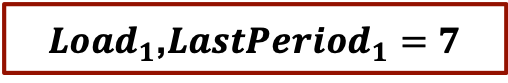 Load₁,LastPeriod₁ = 7